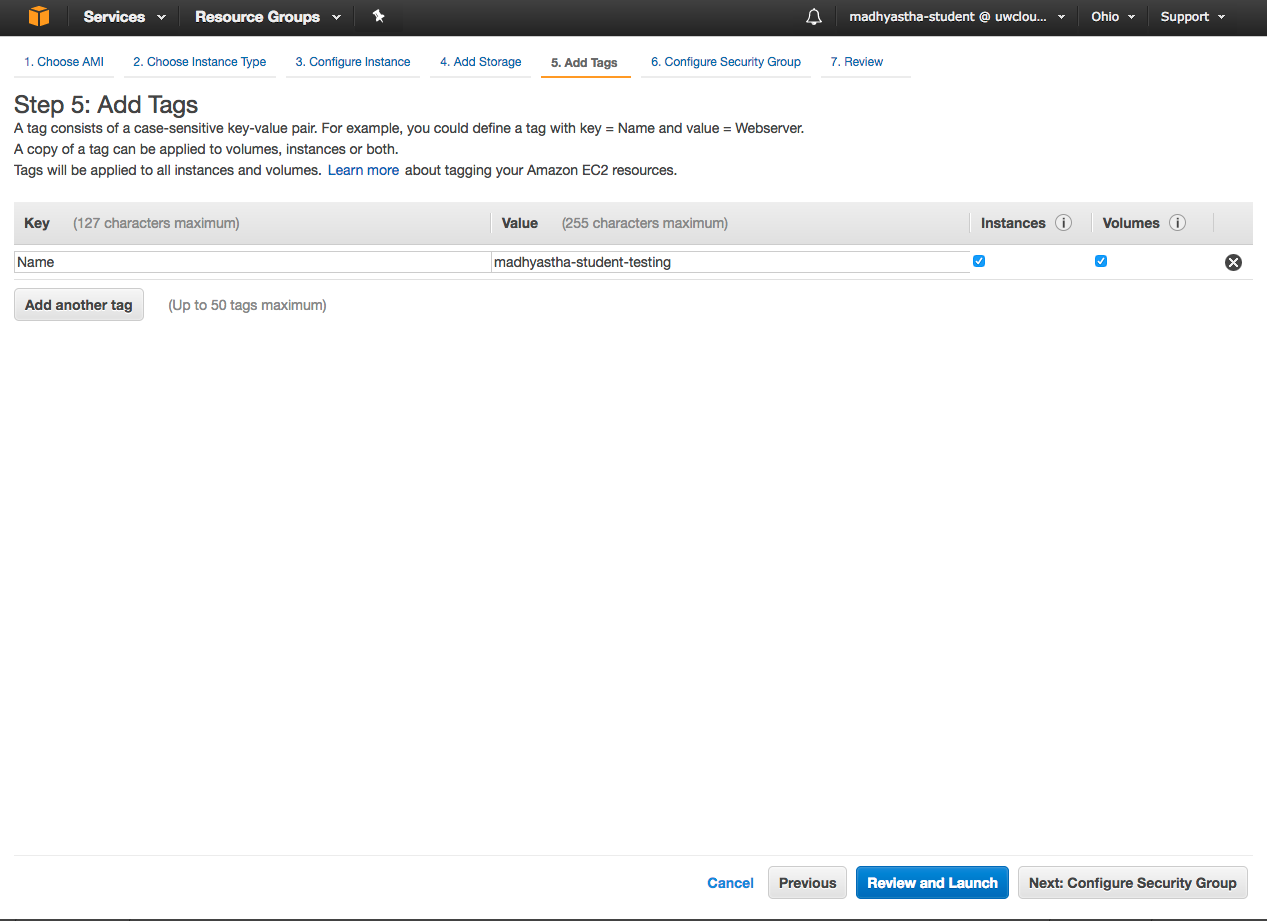 Services Resource Groups madhyastha-student @ uwclou... Ohio Support
1. Choose AMI 2. Choose Instance Type 3. Configure Instance 4. Add Storage 5. Add Tags 6. Configure Security Group 7. Review
Step 5: Add Tags
A tag consists of a case-sensitive key-value pair. For example, you could define a tag with key = Name and value = Webserver.
A copy of a tag can be applied to volumes, instances or both.
Tags will be applied to all instances and volumes. Learn more about tagging your Amazon EC2 resources.
Key (127 characters maximum) Value (255 characters maximum) Instances i Volumes i
Name madhyastha-student-testing
Add another tag (Up to 50 tags maximum)
Cancel Previous Review and Launch Next: Configure Security Group